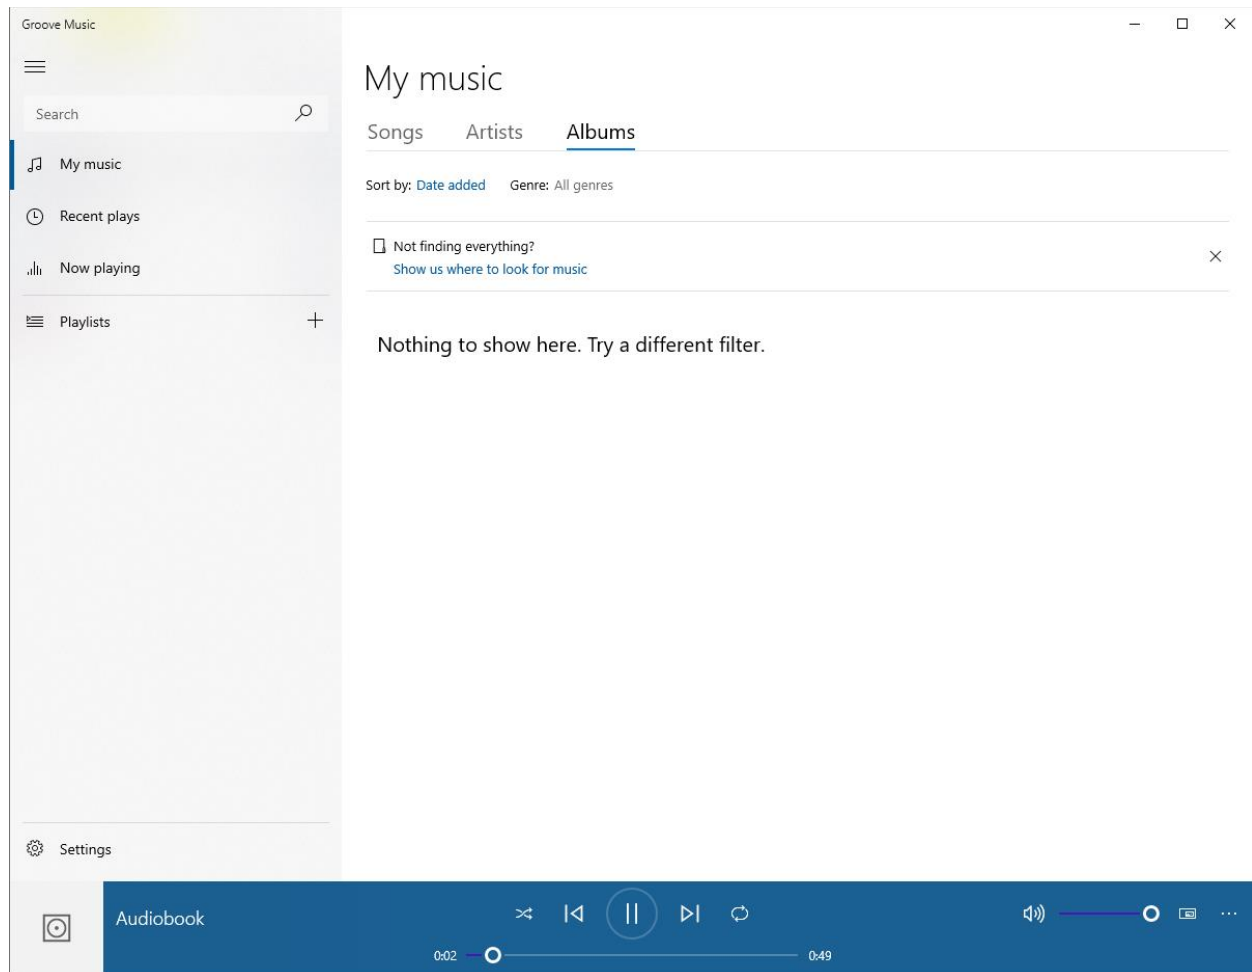 Groove Music
Search
My music
Recent plays
Now playing
Playlists
Settings
My music
Songs Artists Albums
Sort by: Date added Genre: All genres
Not finding everything?
Show us where to look for music
Nothing to show here. Try a different filter.
Audiobook
0:02 0:49